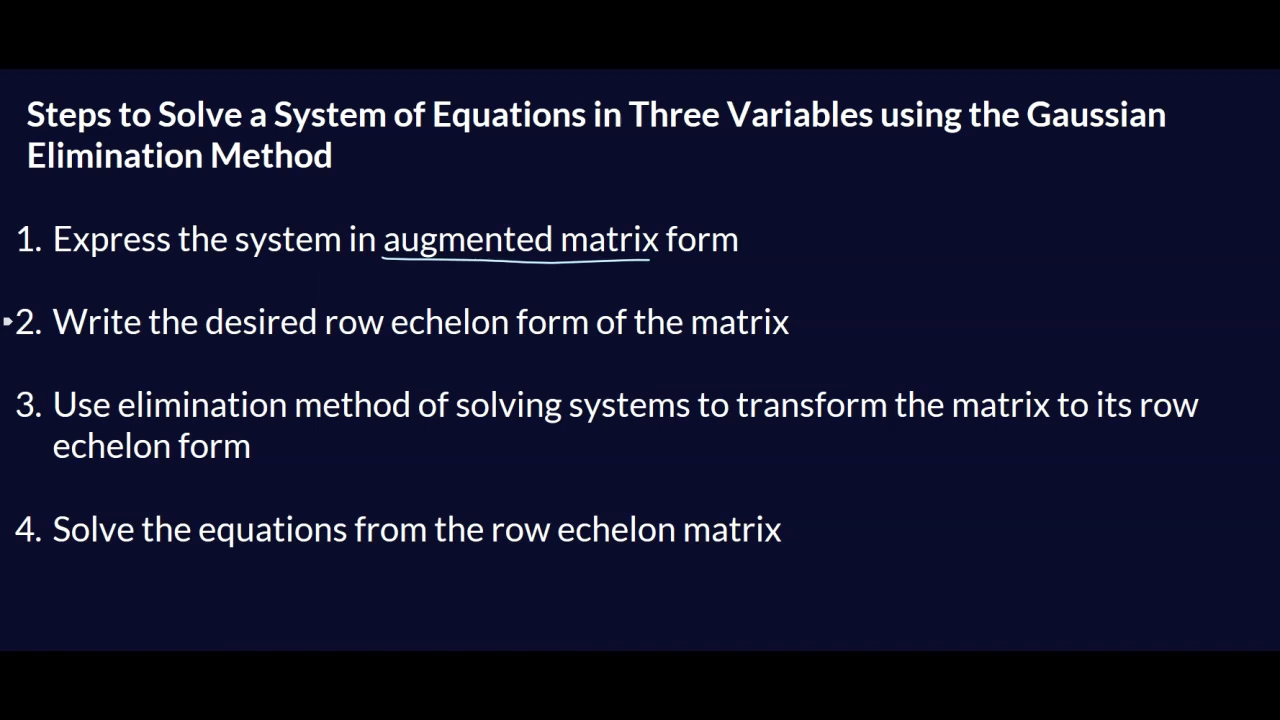 Steps to Solve a System of Equations in Three Variables using the Gaussian
Elimination Method
1. Express the system in augmented matrix form
2. Write the desired row echelon form of the matrix
3. Use elimination method of solving systems to transform the matrix to its row
echelon form
4. Solve the equations from the row echelon matrix